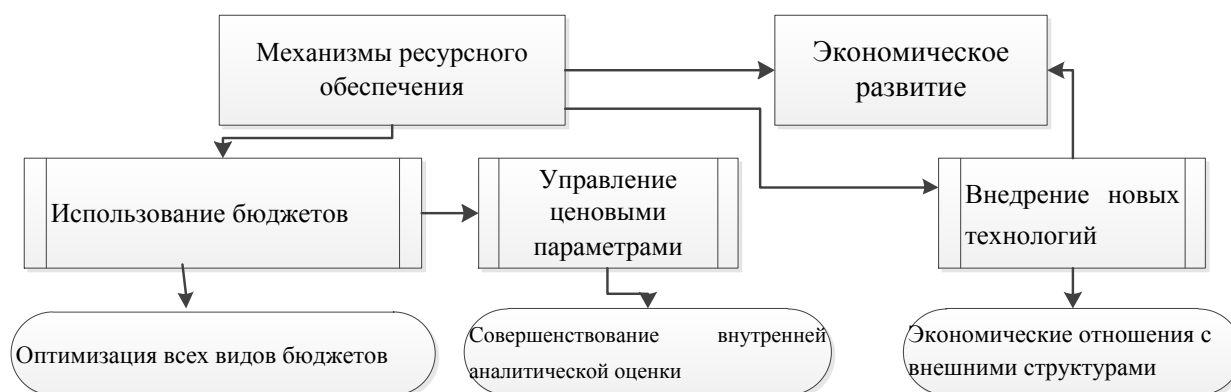 Механизмы ресурсного
обеспечения
Экономическое
развитие
Использование бюджетов
Управление
ценовыми
параметрами
Внедрение новых
технологий
Оптимизация всех видов бюджетов
Совершенствование внутренней
аналитической оценки
Экономические отношения с
внешними структурами